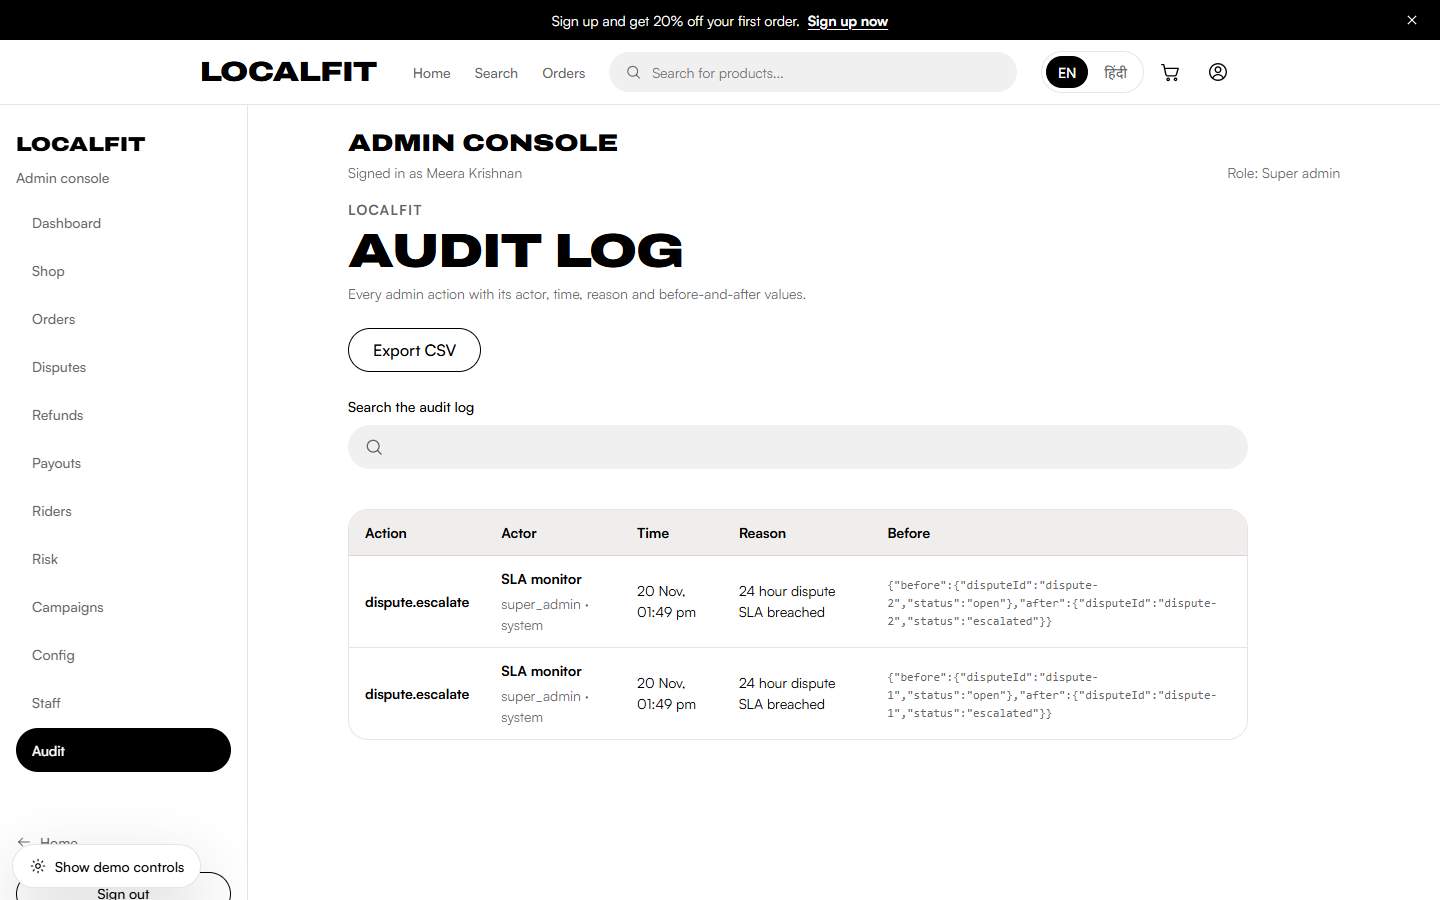 Sign up and get 20% off your first order. Sign up now
LOCALFIT
Home
Search
Orders
Search for products...
EN
हिंदी
LOCALFIT
Admin console
Dashboard
Shop
Orders
Disputes
Refunds
Payouts
Riders
Risk
Campaigns
Config
Staff
Audit
Home
Show demo controls
Sign out
ADMIN CONSOLE
Signed in as Meera Krishnan
Role: Super admin
LOCALFIT
AUDIT LOG
Every admin action with its actor, time, reason and before-and-after values.
Export CSV
Search the audit log
Action Actor Time Reason Before
dispute.escalate
SLA monitor
super_admin ·
system
20 Nov,
01:49 pm
24 hour dispute
SLA breached
{"before":{"disputeId":"dispute-
2","status":"open"},"after":{"disputeId":"dispute-
2","status":"escalated"}}
dispute.escalate
SLA monitor
super_admin ·
system
20 Nov,
01:49 pm
24 hour dispute
SLA breached
{"before":{"disputeId":"dispute-
1","status":"open"},"after":{"disputeId":"dispute-
1","status":"escalated"}}